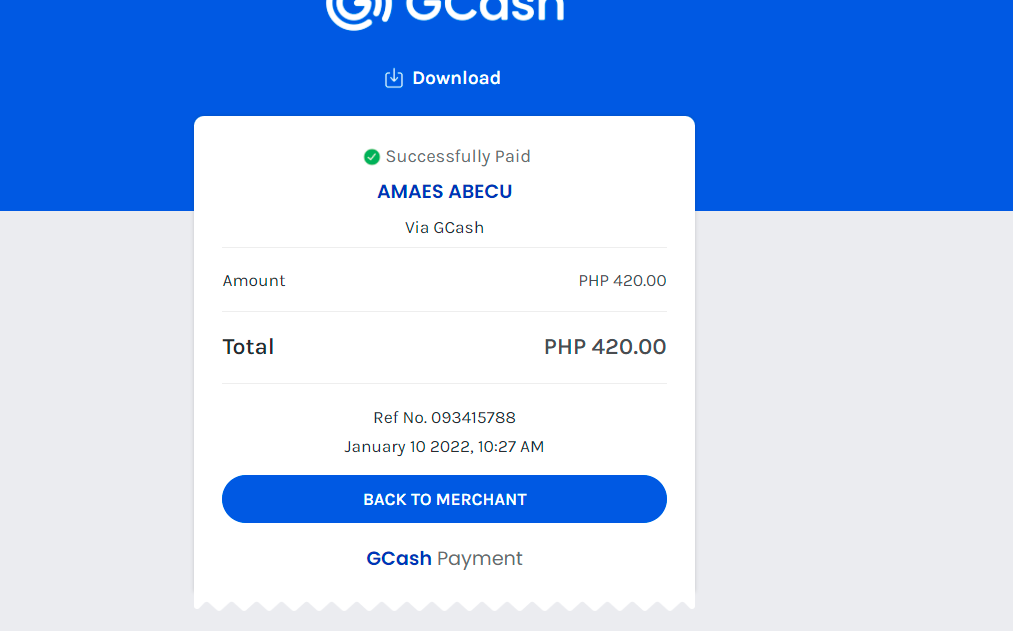 GCash
Download
Successfully Paid
AMAES ABECU
Via GCash
Amount PHP 420.00
Total PHP 420.00
Ref No. 093415788
January 10 2022, 10:27 AM
BACK TO MERCHANT
GCash Payment